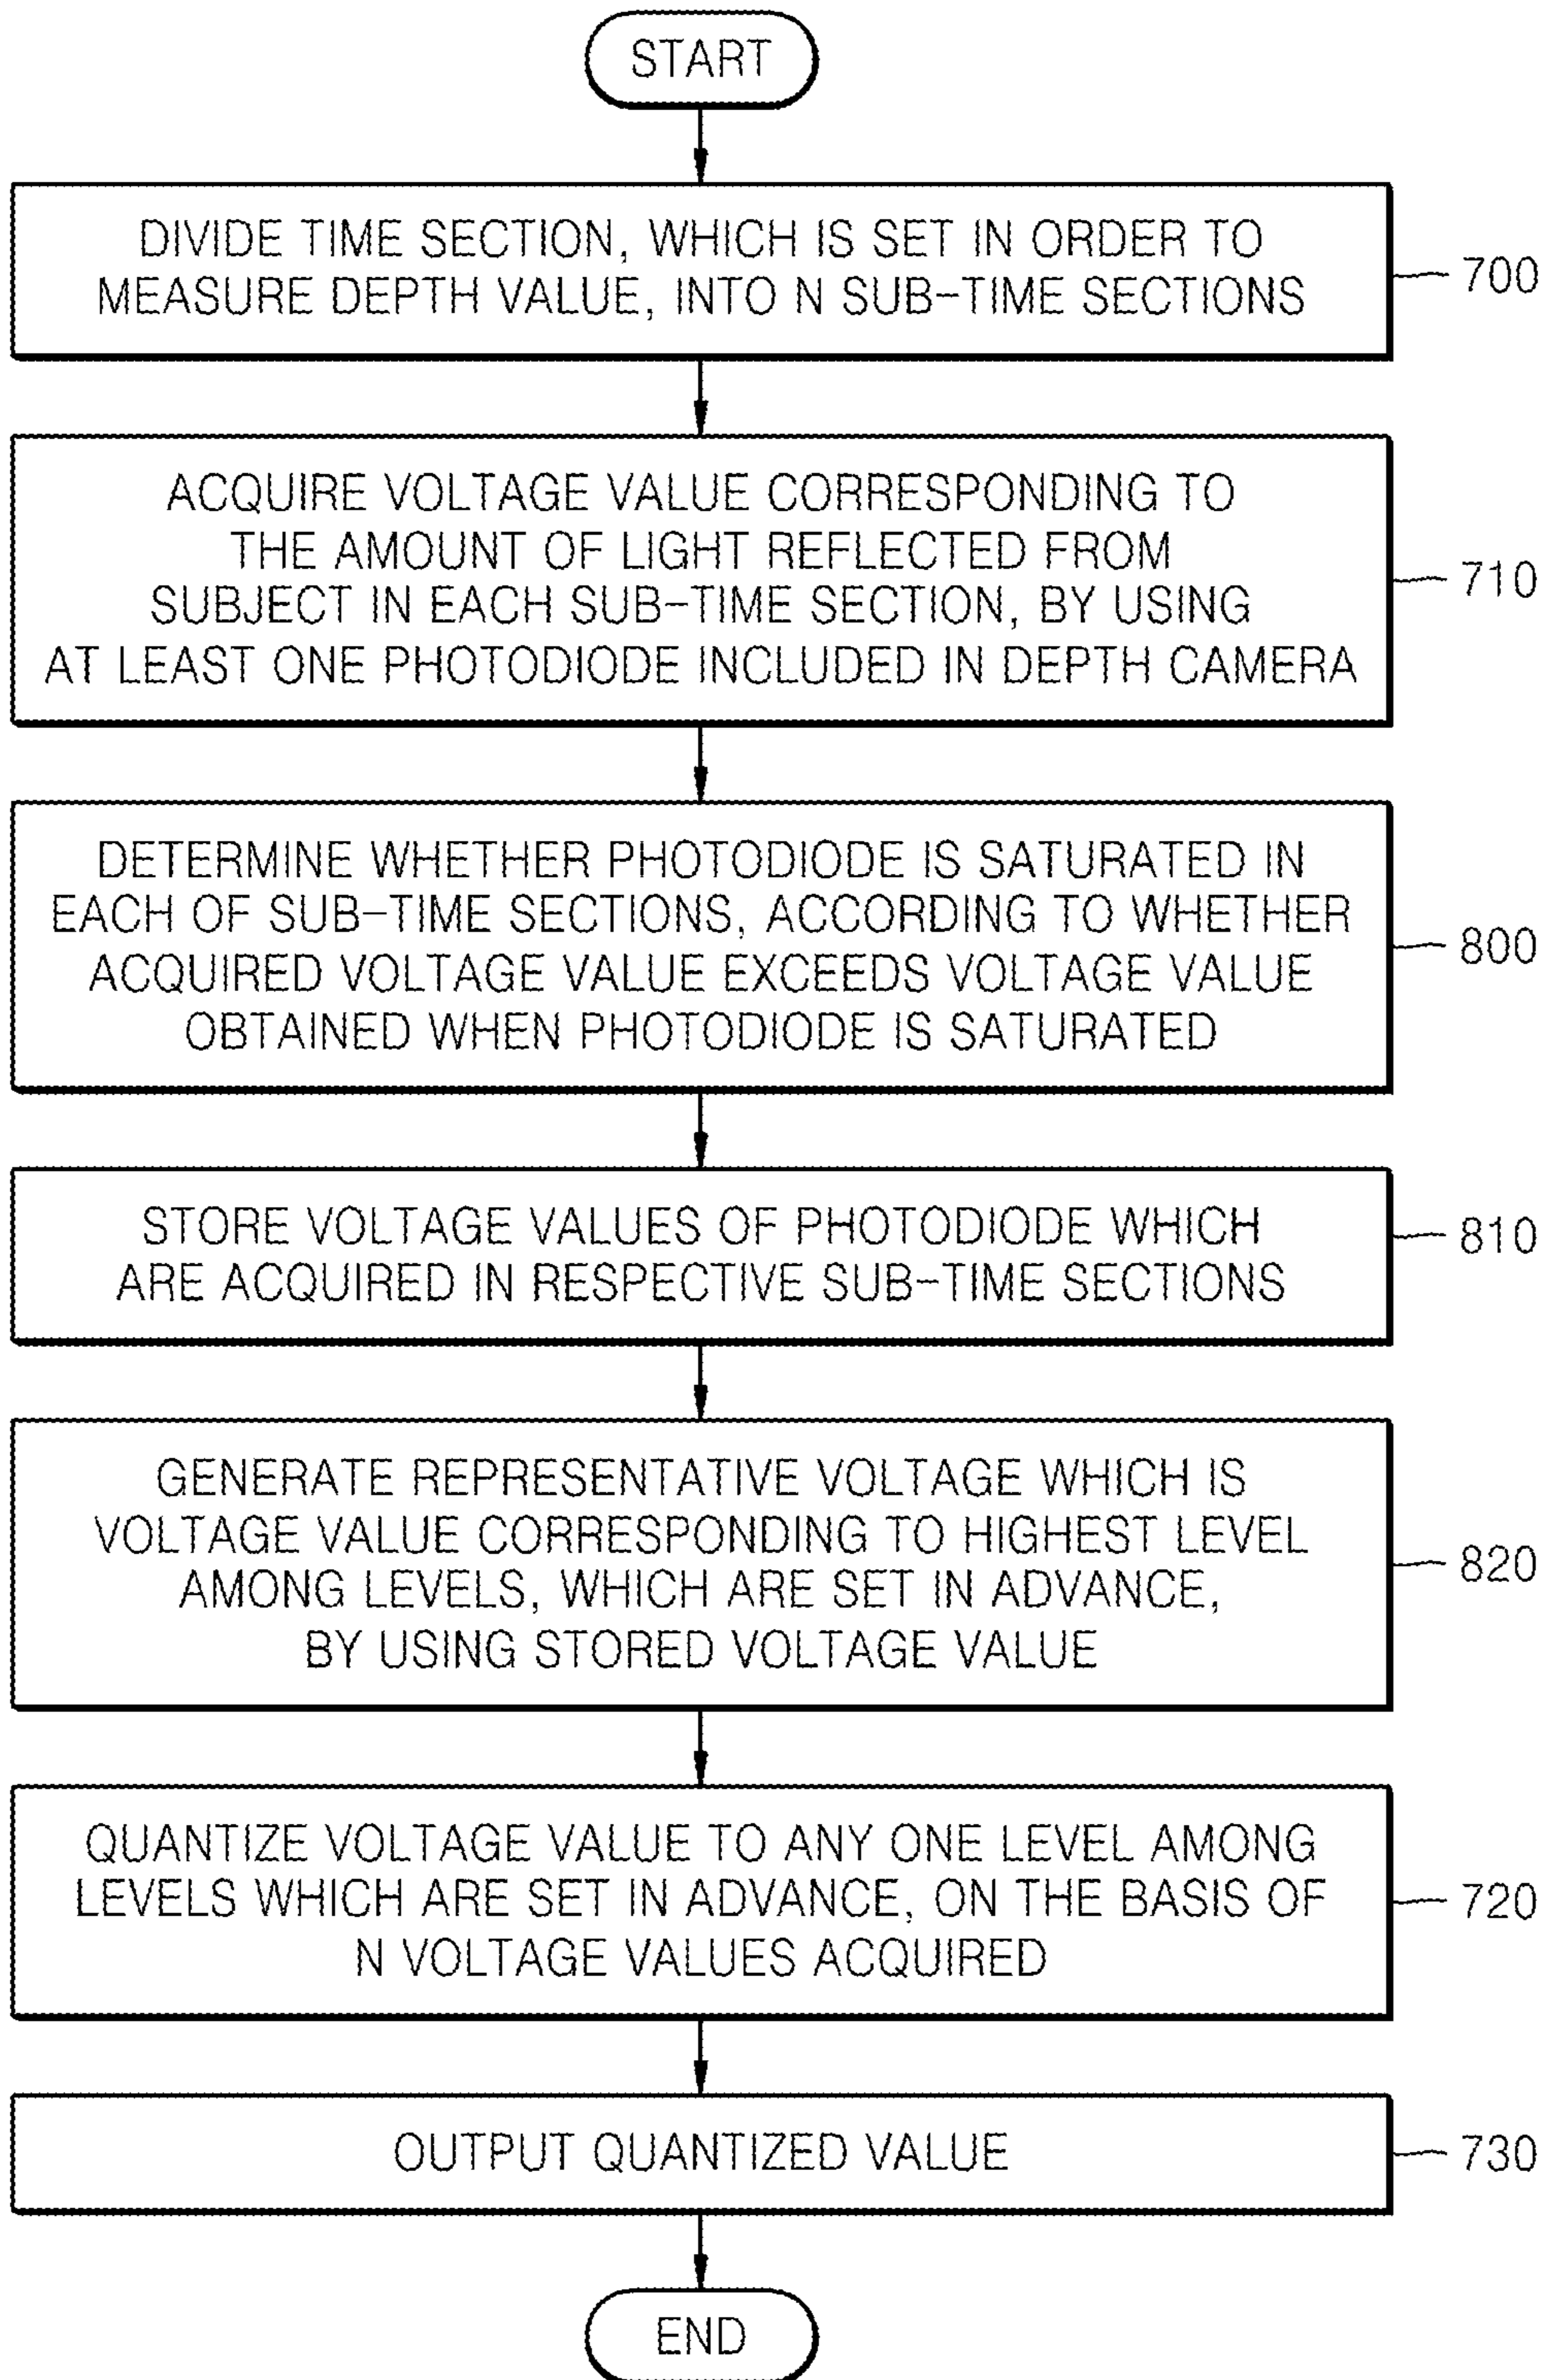 START
DIVIDE TIME SECTION, WHICH IS SET IN ORDER TO
MEASURE DEPTH VALUE, INTO N SUB-TIME SECTIONS
700
ACQUIRE VOLTAGE VALUE CORRESPONDING TO
THE AMOUNT OF LIGHT REFLECTED FROM
SUBJECT IN EACH SUB-TIME SECTION, BY USING
AT LEAST ONE PHOTODIODE INCLUDED IN DEPTH CAMERA
710
DETERMINE WHETHER PHOTODIODE IS SATURATED IN
EACH OF SUB-TIME SECTIONS, ACCORDING TO WHETHER
ACQUIRED VOLTAGE VALUE EXCEEDS VOLTAGE VALUE
OBTAINED WHEN PHOTODIODE IS SATURATED
800
STORE VOLTAGE VALUES OF PHOTODIODE WHICH
ARE ACQUIRED IN RESPECTIVE SUB-TIME SECTIONS
810
GENERATE REPRESENTATIVE VOLTAGE WHICH IS
VOLTAGE VALUE CORRESPONDING TO HIGHEST LEVEL
AMONG LEVELS, WHICH ARE SET IN ADVANCE,
BY USING STORED VOLTAGE VALUE
820
QUANTIZE VOLTAGE VALUE TO ANY ONE LEVEL AMONG
LEVELS WHICH ARE SET IN ADVANCE, ON THE BASIS OF
N VOLTAGE VALUES ACQUIRED
720
OUTPUT QUANTIZED VALUE
730
END